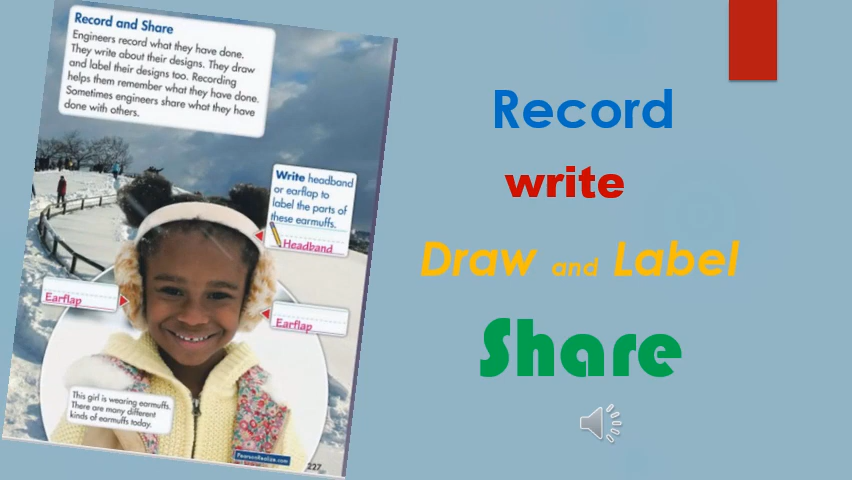 Record and Share
Engineers record what they have done.
They write about their designs. They draw
and label their designs too. Recording
helps them remember what they have done.
Sometimes engineers share what they have
done with others.
Write headband
or earflap to
label the parts of
these earmuffs.
Headband
Earflap
Earflap
This girl is wearing earmuffs.
There are many different
kinds of earmuffs today.
PearsonRealize.com
227
Record
write
Draw and Label
Share